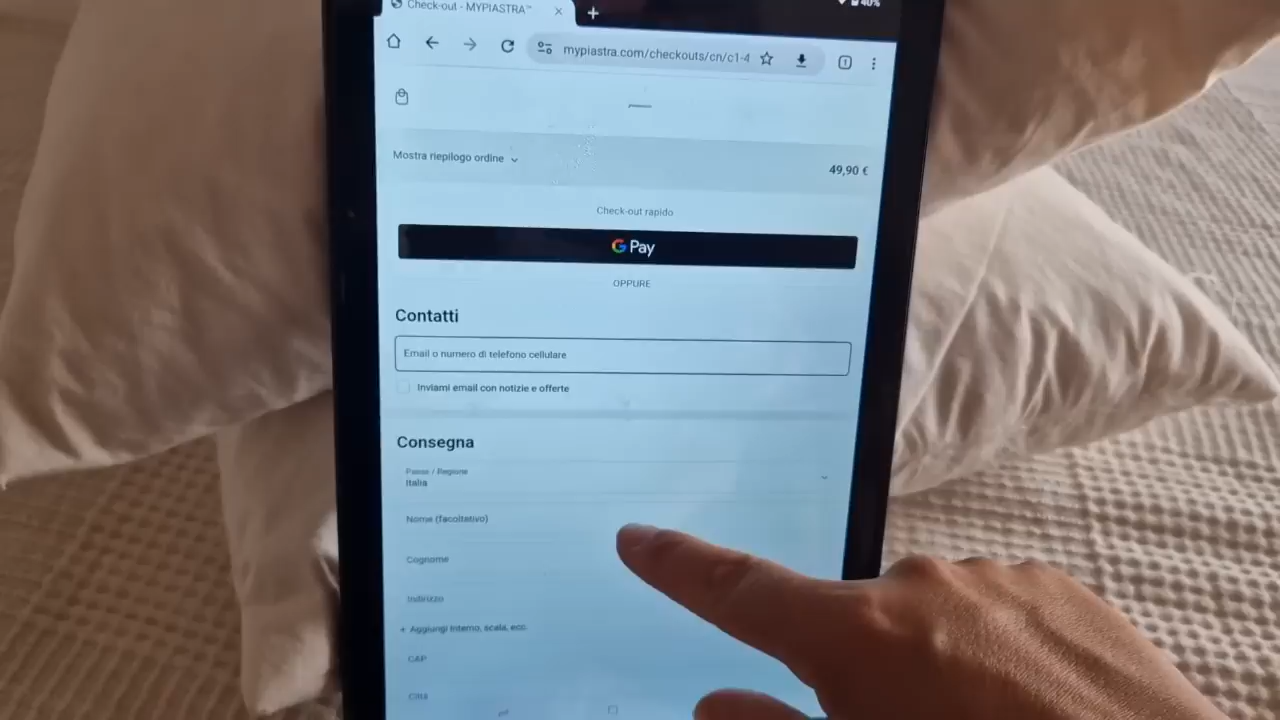 Check-out - MYPIASTRA™
40%
mypiastra.com/checkouts/cn/c1-4
Mostra riepilogo ordine
49,90 €
Check-out rapido
G Pay
OPPURE
Contatti
Email o numero di telefono cellulare
Inviami email con notizie e offerte
Consegna
Paese / Regione
Italia
Nome (facoltativo)
Cognome
Indirizzo
+ Aggiungi interno, scala, ecc.
CAP
Città